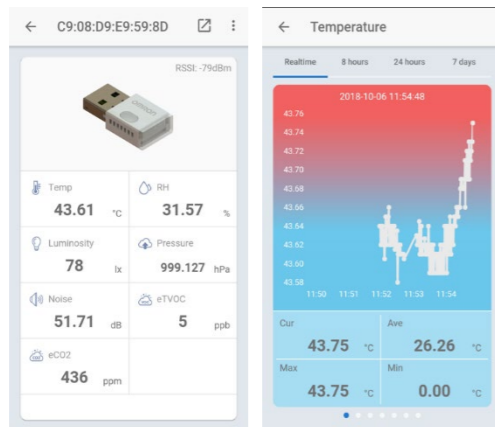 C9:08:D9:E9:59:8D
RSSI: -79dBm
OMRON
Temp
43.61 °C
RH
31.57 %
Luminosity
78 lx
Pressure
999.127 hPa
Noise
51.71 dB
eTVOC
5 ppb
eCO2
436 ppm
Temperature
Realtime 8 hours 24 hours 7 days
2018-10-06 11:54:48
43.76
43.74
43.72
43.70
43.68
43.66
43.64
43.62
43.60
43.58
11:50 11:51 11:52 11:53 11:54
Cur
43.75 °C
Ave
26.26 °C
Max
43.75 °C
Min
0.00 °C